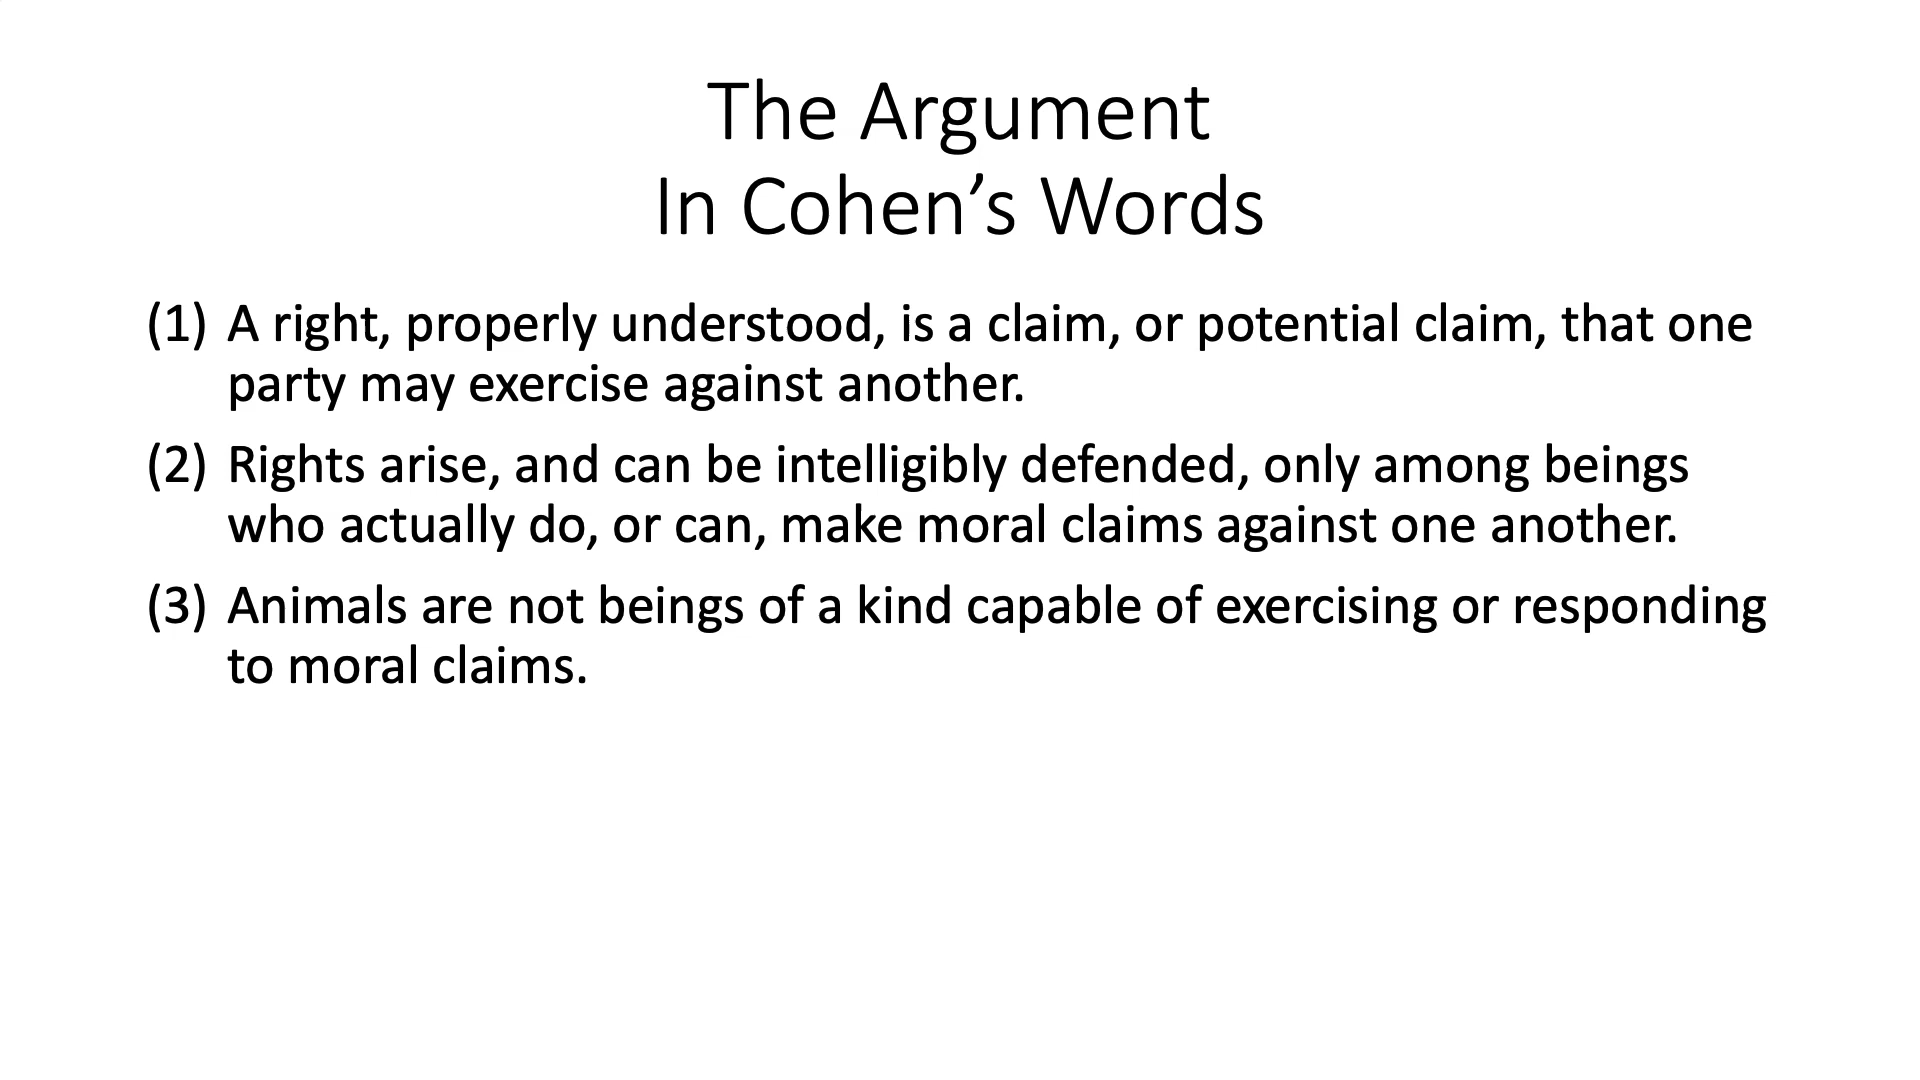 The Argument
In Cohen’s Words
(1) A right, properly understood, is a claim, or potential claim, that one
party may exercise against another.
(2) Rights arise, and can be intelligibly defended, only among beings
who actually do, or can, make moral claims against one another.
(3) Animals are not beings of a kind capable of exercising or responding
to moral claims.